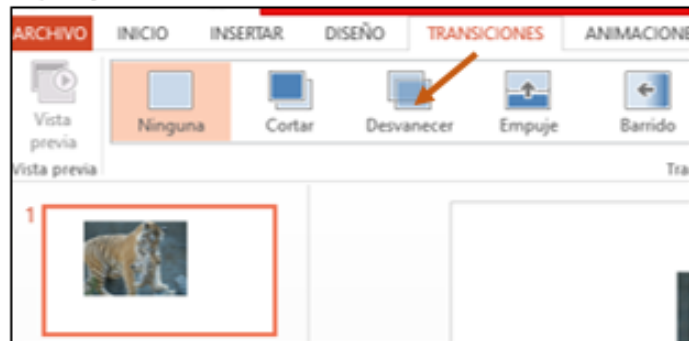 ARCHIVO INICIO INSERTAR DISEÑO TRANSICIONES ANIMACIONE
Vista previa
Ninguna Cortar Desvanecer Empuje Barrido
Vista previa
Tra
1